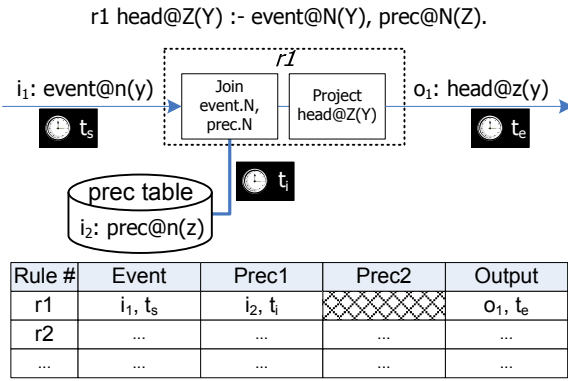 r1 head@Z(Y) :- event@N(Y), prec@N(Z).
r1
i₁: event@n(y)
Join
event.N,
prec.N
Project
head@Z(Y)
o₁: head@z(y)
tₛ
tₑ
tᵢ
prec table
i₂: prec@n(z)
Rule # Event Prec1 Prec2 Output
r1 i₁, tₛ i₂, tᵢ o₁, tₑ
r2 ... ... ... ...
... ... ... ... ...